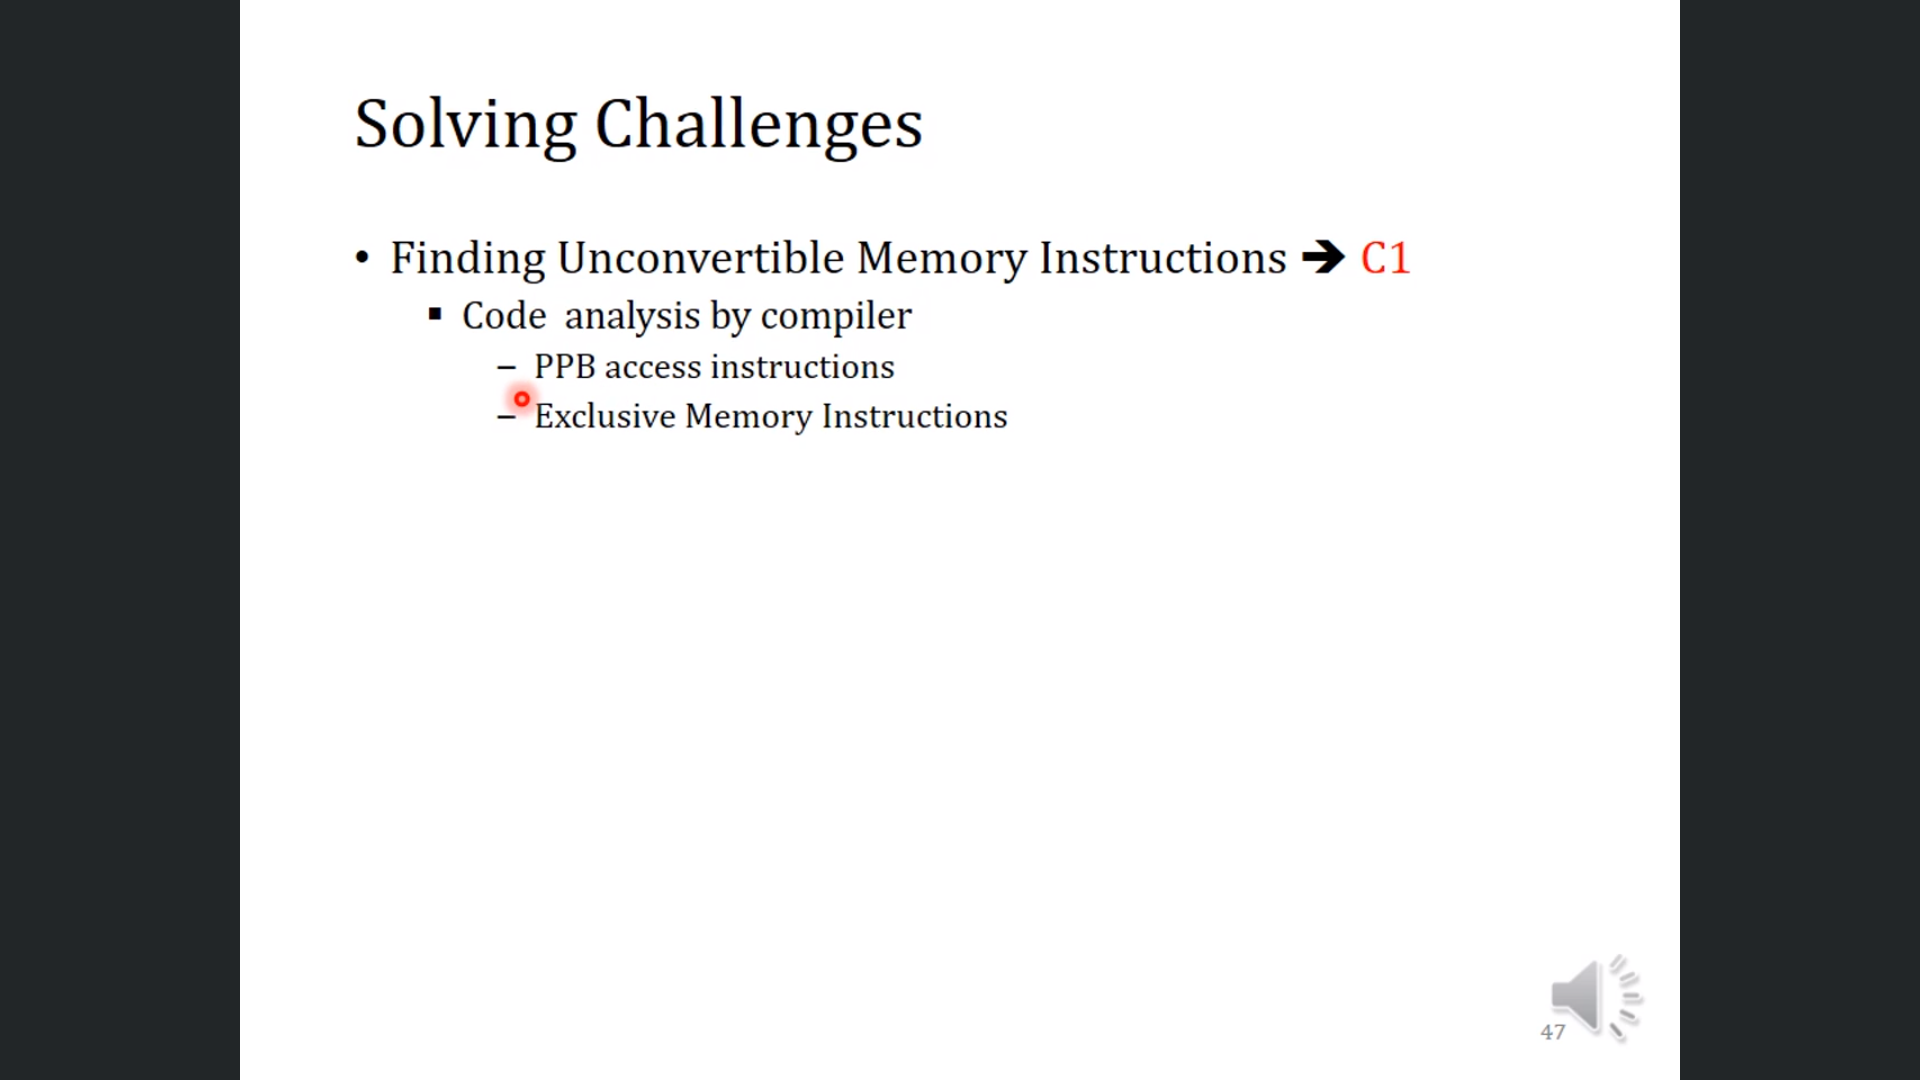 Solving Challenges
• Finding Unconvertible Memory Instructions 🡺 C1
▪ Code analysis by compiler
– PPB access instructions
– Exclusive Memory Instructions
47